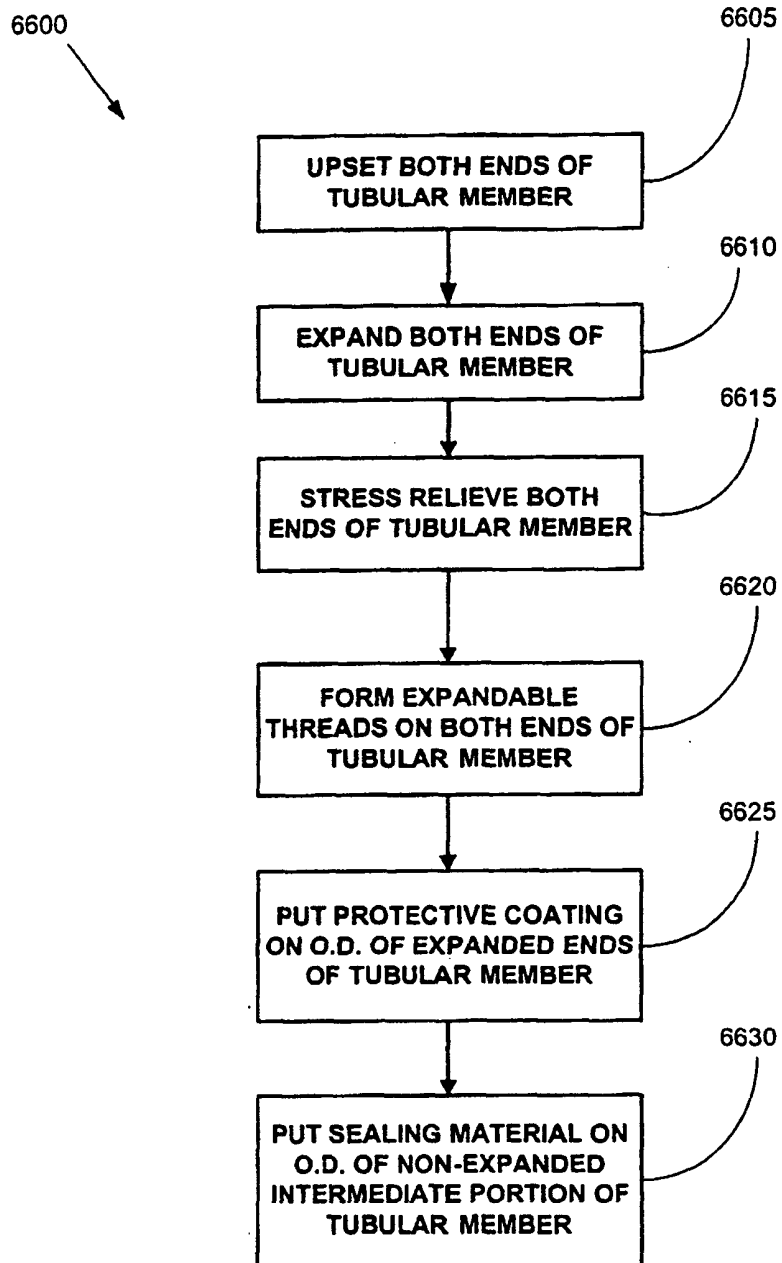 6600
6605
UPSET BOTH ENDS OF
TUBULAR MEMBER
6610
EXPAND BOTH ENDS OF
TUBULAR MEMBER
6615
STRESS RELIEVE BOTH
ENDS OF TUBULAR MEMBER
6620
FORM EXPANDABLE
THREADS ON BOTH ENDS OF
TUBULAR MEMBER
6625
PUT PROTECTIVE COATING
ON O.D. OF EXPANDED ENDS
OF TUBULAR MEMBER
6630
PUT SEALING MATERIAL ON
O.D. OF NON-EXPANDED
INTERMEDIATE PORTION OF
TUBULAR MEMBER